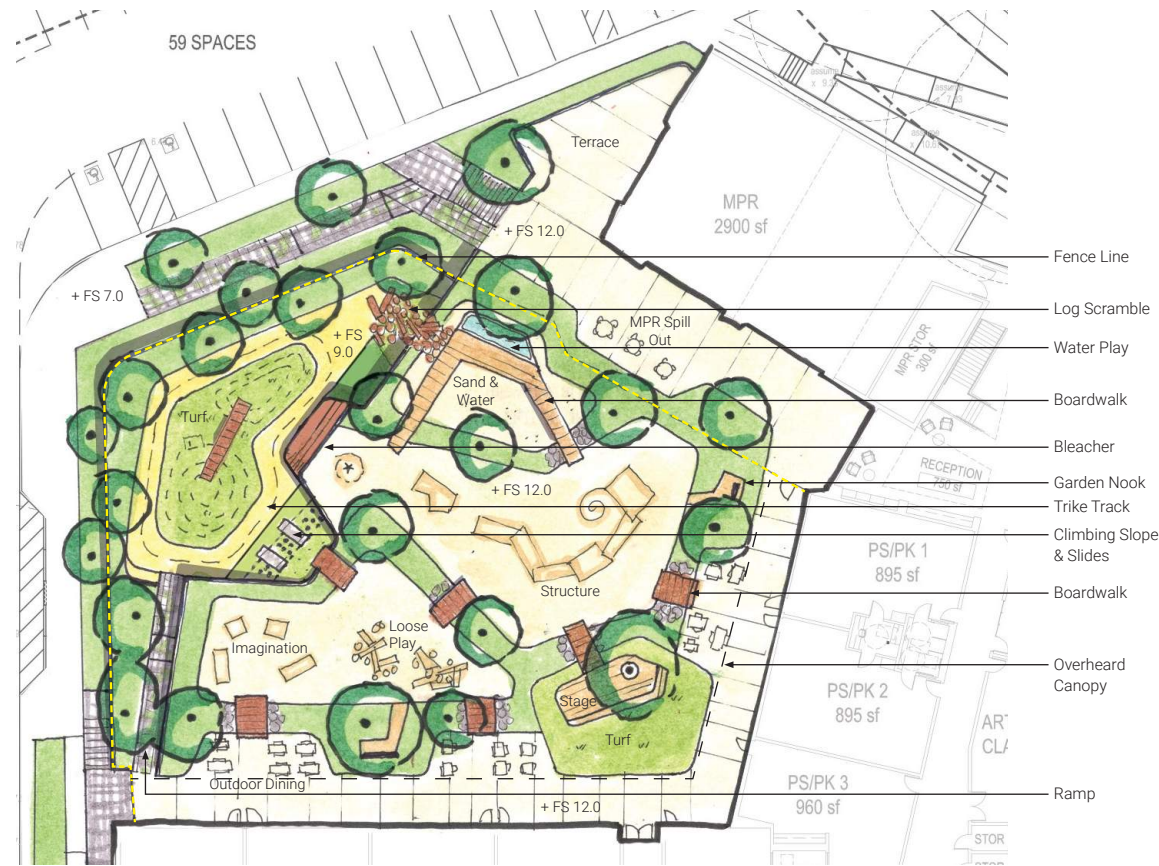 59 SPACES
Terrace
MPR
2900 sf
+ FS 12.0
Fence Line
+ FS 7.0
Log Scramble
MPR Spill
Out
+ FS
9.0
MPR STOR
300 sf
Water Play
Sand &
Water
Boardwalk
Turf
Bleacher
RECEPTION
750 sf
+ FS 12.0
Garden Nook
Trike Track
Climbing Slope
& Slides
PS/PK 1
895 sf
Structure
Boardwalk
Loose
Play
Imagination
Overheard
Canopy
PS/PK 2
895 sf
Stage
Turf
ART
CLA
Outdoor Dining
PS/PK 3
960 sf
Ramp
+ FS 12.0
STOR
STOR